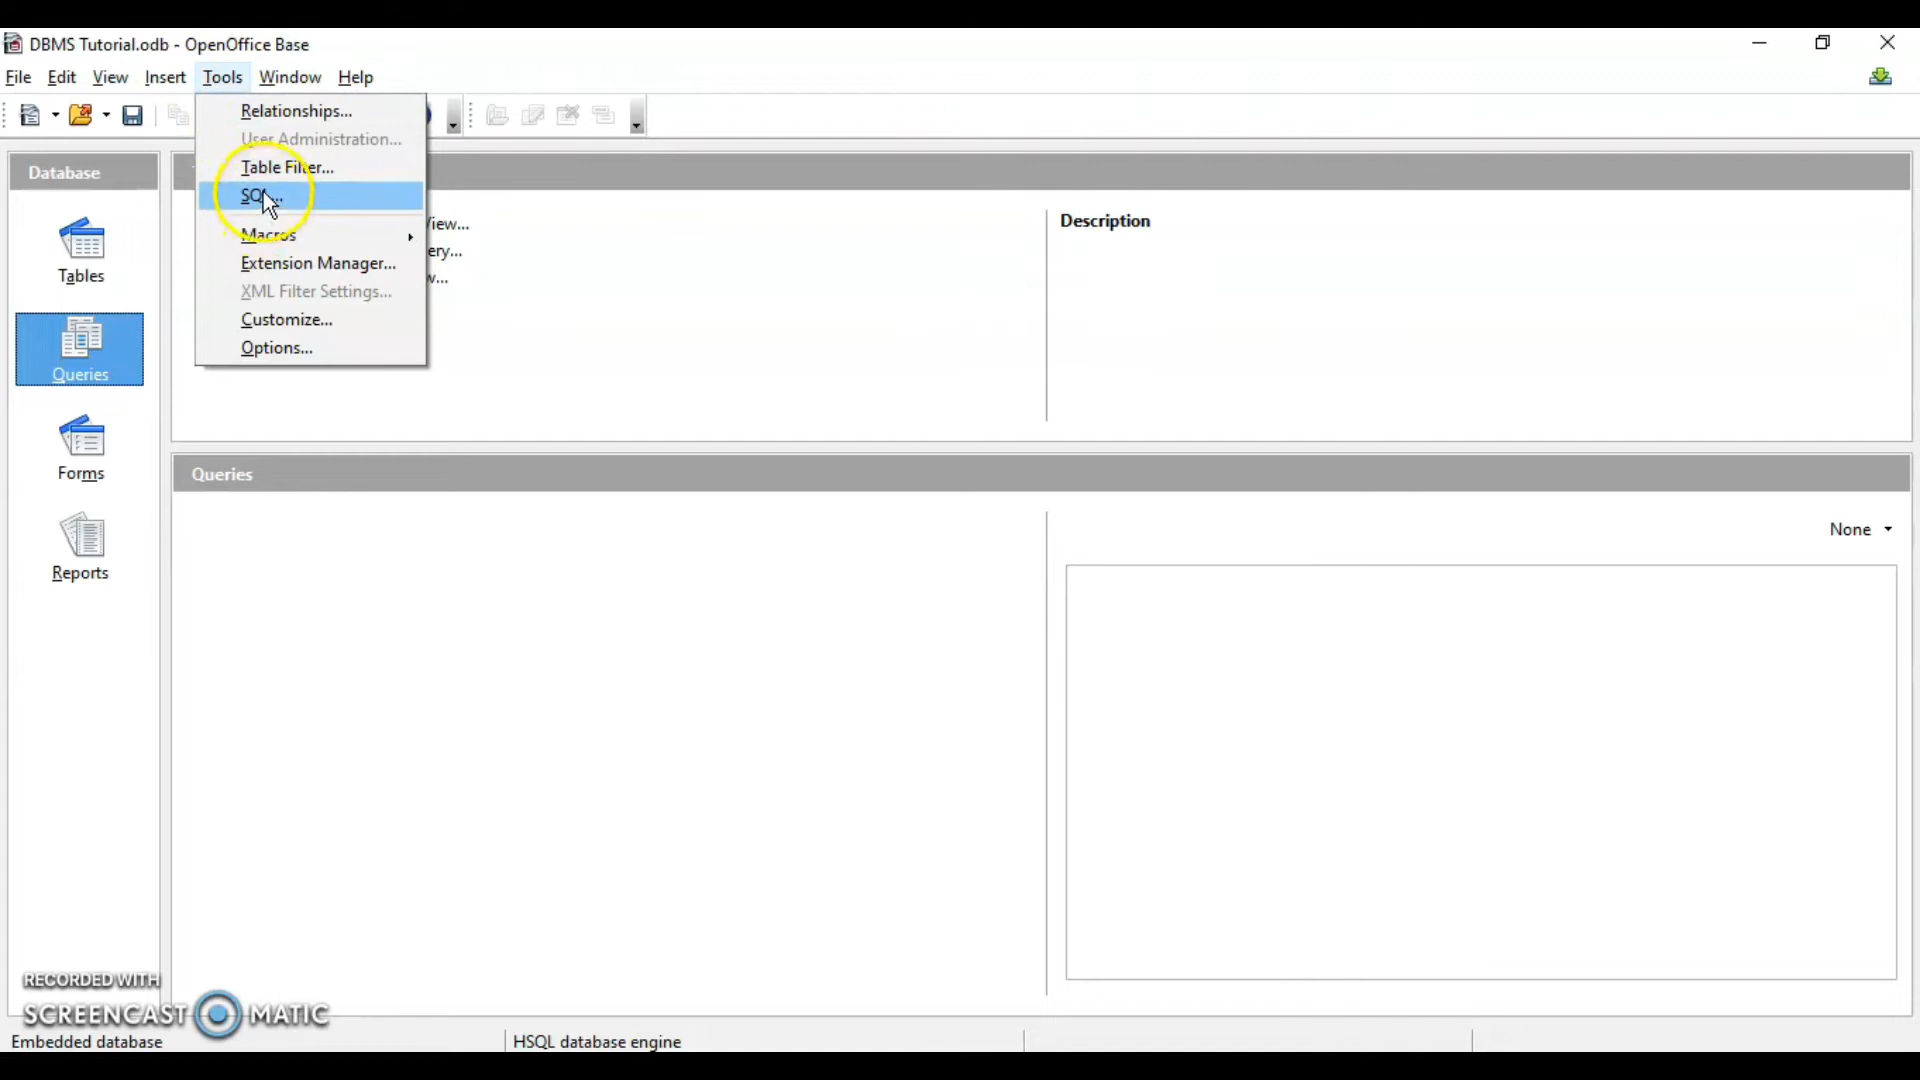 DBMS Tutorial.odb - OpenOffice Base
File Edit View Insert Tools Window Help
Relationships...
User Administration...
Table Filter...
Macros
Extension Manager...
XML Filter Settings...
Customize...
Options...
Database
Tables
Queries
Forms
Reports
Description
Queries
None
RECORDED WITH
SCREENCAST MATIC
Embedded database
HSQL database engine